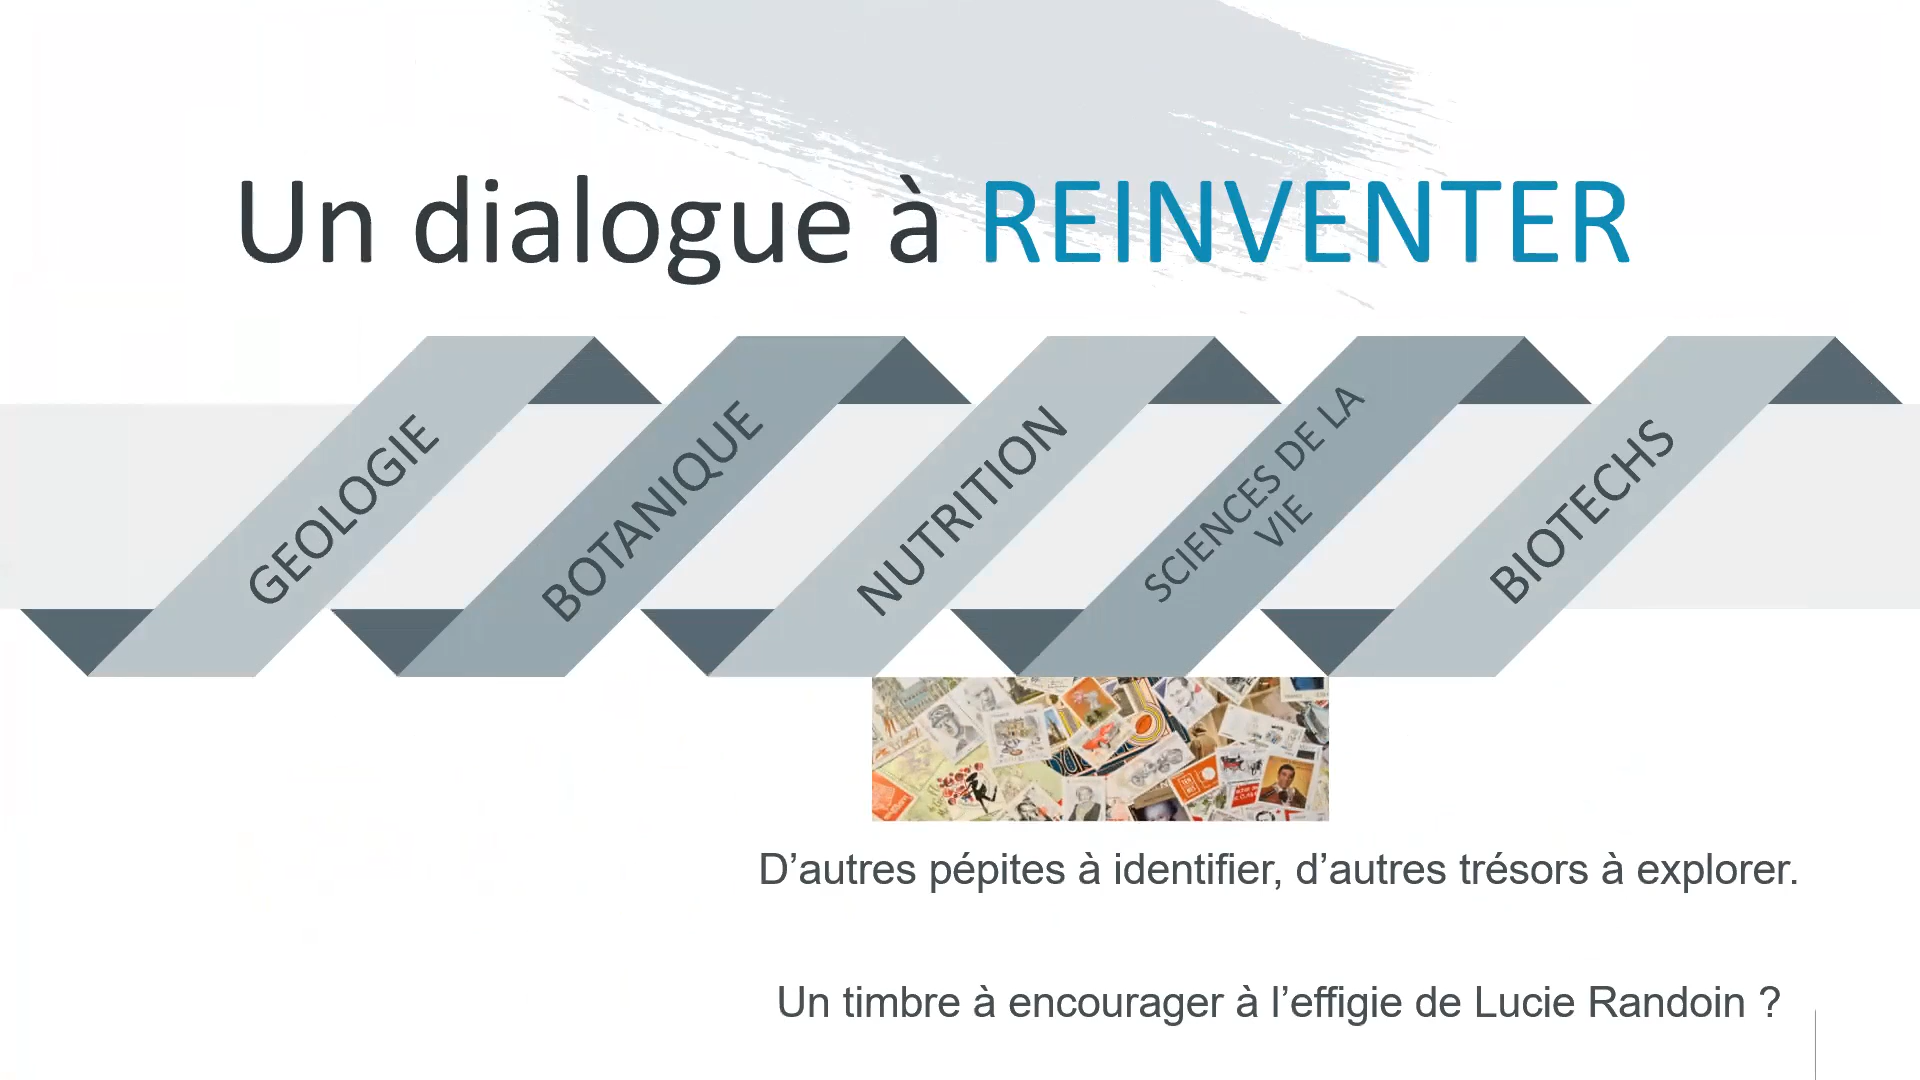 Un dialogue à REINVENTER
GEOLOGIE
BOTANIQUE
NUTRITION
SCIENCES DE LA
VIE
BIOTECHS
D’autres pépites à identifier, d’autres trésors à explorer.
Un timbre à encourager à l’effigie de Lucie Randoin ?